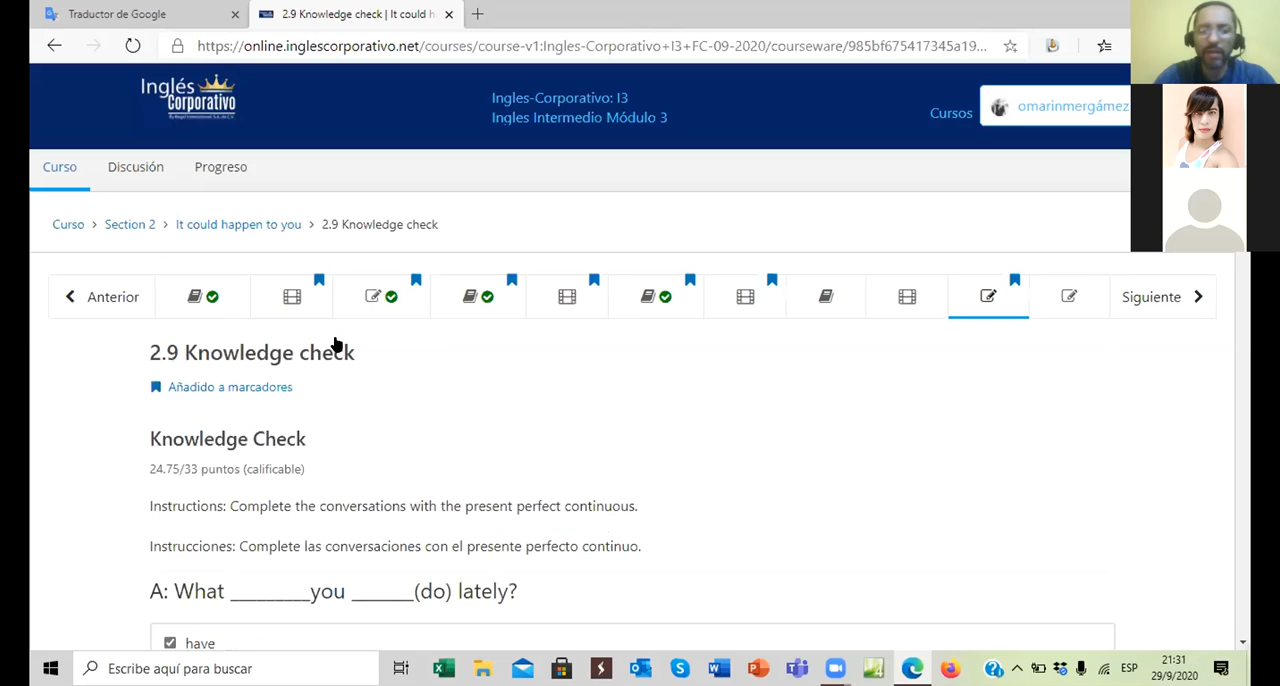 Traductor de Google
2.9 Knowledge check | It could h
https://online.inglescorporativo.net/courses/course-v1:Ingles-Corporativo+I3+FC-09-2020/courseware/985bf675417345a19...
Inglés
Corporativo
Ingles-Corporativo: I3
Ingles Intermedio Módulo 3
Cursos
omarinmergámez
Curso
Discusión
Progreso
Curso > Section 2 > It could happen to you > 2.9 Knowledge check
Anterior
Siguiente
2.9 Knowledge check
Añadido a marcadores
Knowledge Check
24.75/33 puntos (calificable)
Instructions: Complete the conversations with the present perfect continuous.
Instrucciones: Complete las conversaciones con el presente perfecto continuo.
A: What _________you _______(do) lately?
have
Escribe aquí para buscar
ESP
21:31
29/9/2020